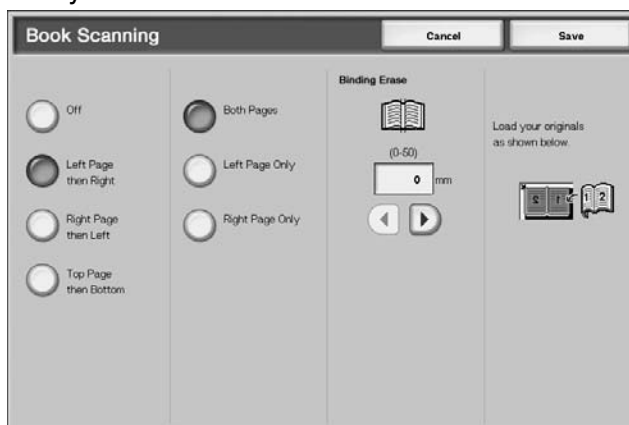 Book Scanning
Cancel
Save
Off
Left Page
then Right
Right Page
then Left
Top Page
then Bottom
Both Pages
Left Page Only
Right Page Only
Binding Erase
(0-50)
0 mm
Load your originals
as shown below.
2 1 1 2